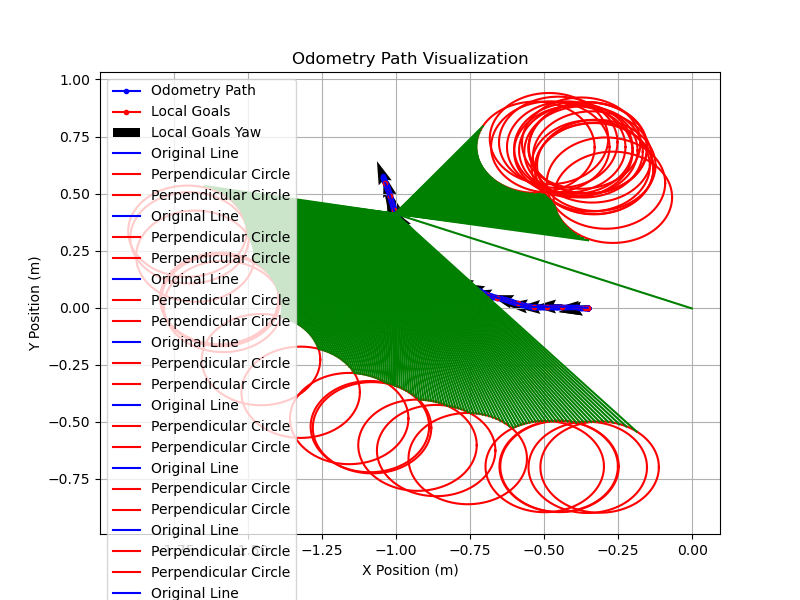 Odometry Path Visualization
1.00
0.75
0.50
0.25
0.00
−0.25
−0.50
−0.75
Y Position (m)
Odometry Path
Local Goals
Local Goals Yaw
Original Line
Perpendicular Circle
Perpendicular Circle
Original Line
Perpendicular Circle
Perpendicular Circle
Original Line
Perpendicular Circle
Perpendicular Circle
Original Line
Perpendicular Circle
Perpendicular Circle
Original Line
Perpendicular Circle
Perpendicular Circle
Original Line
Perpendicular Circle
Perpendicular Circle
Original Line
Perpendicular Circle
Perpendicular Circle
Original Line
−1.25
−1.00
−0.75
−0.50
−0.25
0.00
X Position (m)